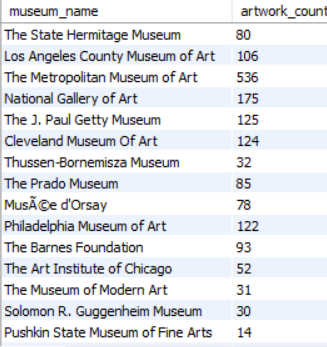 museum_name artwork_count
The State Hermitage Museum 80
Los Angeles County Museum of Art 106
The Metropolitan Museum of Art 536
National Gallery of Art 175
The J. Paul Getty Museum 125
Cleveland Museum Of Art 124
Thussen-Bornemisza Museum 32
The Prado Museum 85
MusÃ©e d'Orsay 78
Philadelphia Museum of Art 122
The Barnes Foundation 93
The Art Institute of Chicago 52
The Museum of Modern Art 31
Solomon R. Guggenheim Museum 30
Pushkin State Museum of Fine Arts 14